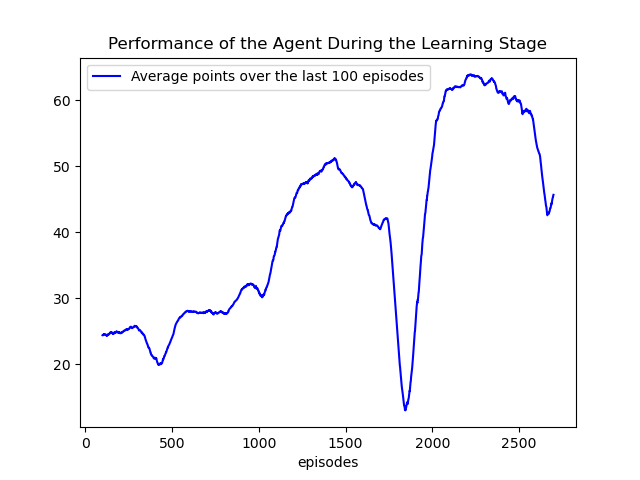 Performance of the Agent During the Learning Stage
Average points over the last 100 episodes
60
50
40
30
20
0 500 1000 1500 2000 2500
episodes